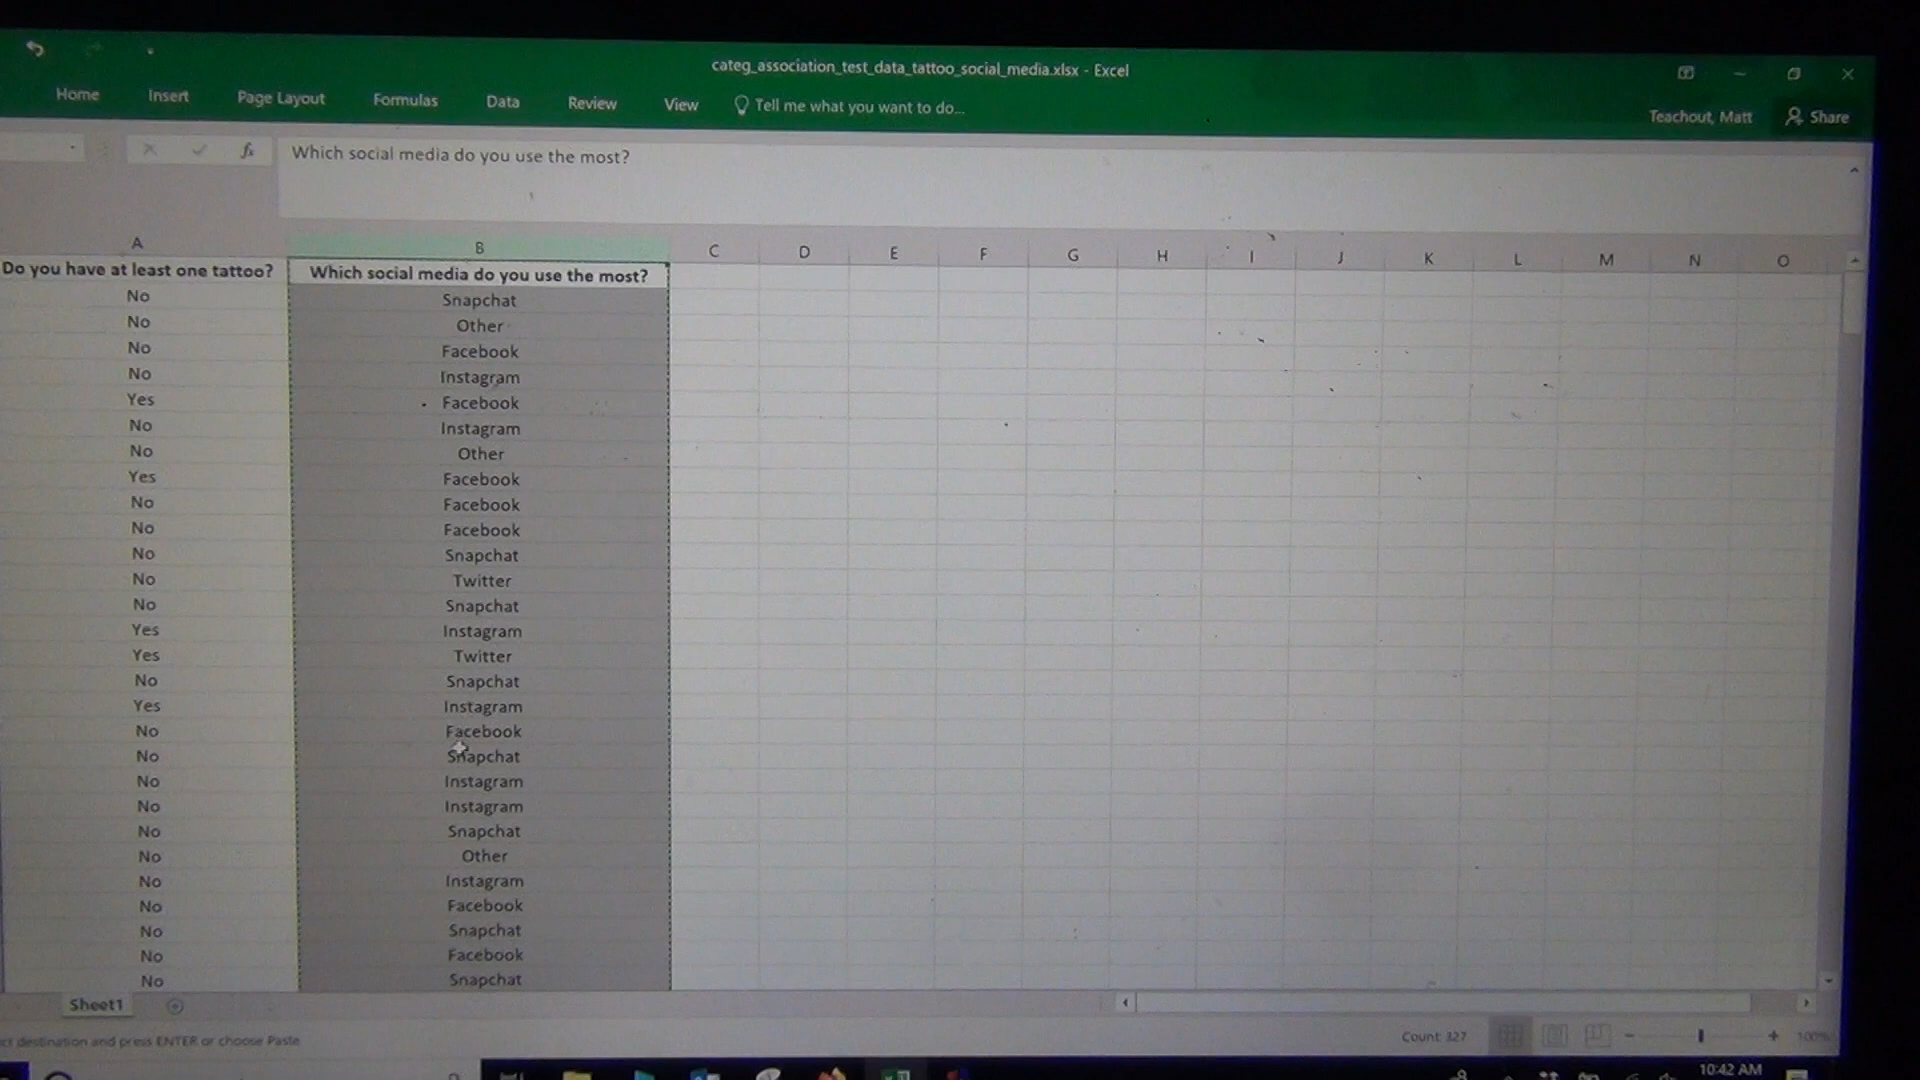 categ_association_test_data_tattoo_social_media.xlsx - Excel
Home Insert Page Layout Formulas Data Review View Tell me what you want to do... Teachout, Matt Share
fx Which social media do you use the most?
A B C D E F G H I J K L M N O
Do you have at least one tattoo? Which social media do you use the most?
No Snapchat
No Other
No Facebook
No Instagram
Yes Facebook
No Instagram
No Other
Yes Facebook
No Facebook
No Facebook
No Snapchat
No Twitter
No Snapchat
Yes Instagram
Yes Twitter
No Snapchat
Yes Instagram
No Facebook
No Snapchat
No Instagram
No Instagram
No Snapchat
No Other
No Instagram
No Facebook
No Snapchat
No Facebook
No Snapchat
Sheet1
destination and press ENTER or choose Paste Count: 327 100%
10:42 AM